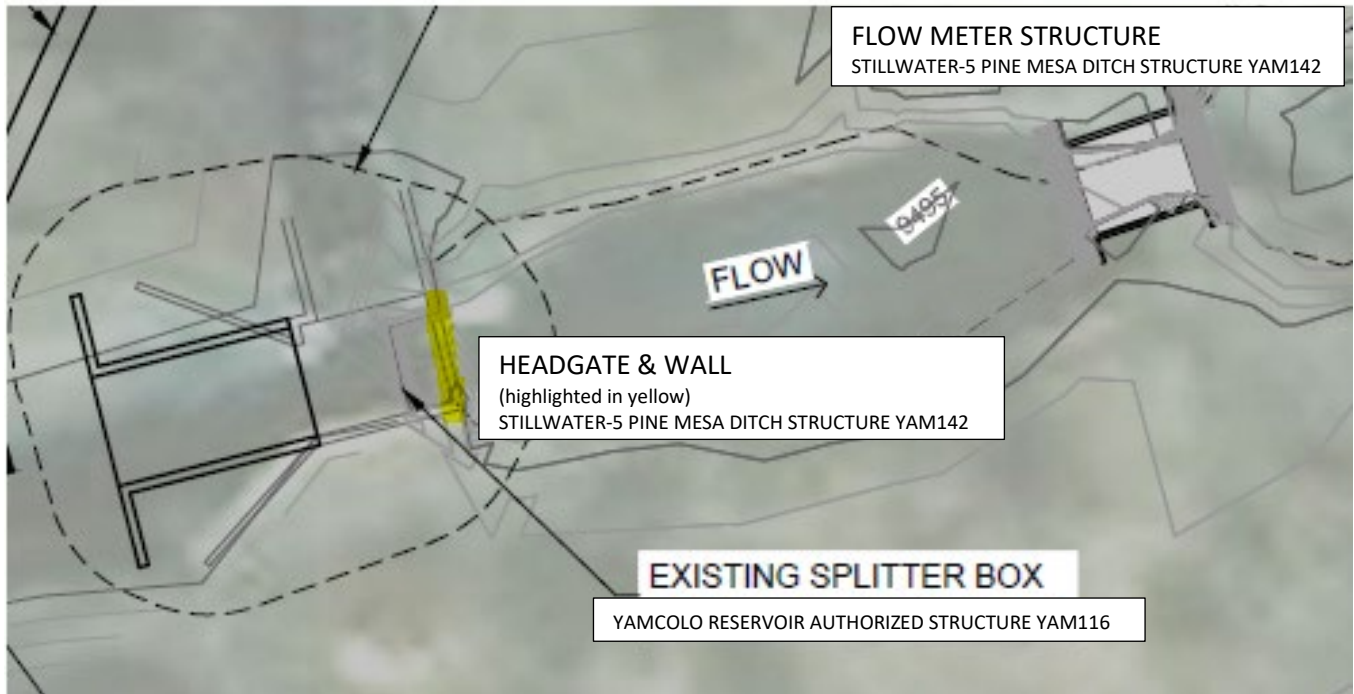 FLOW METER STRUCTURE
STILLWATER-5 PINE MESA DITCH STRUCTURE YAM142
9495
FLOW
HEADGATE & WALL
(highlighted in yellow)
STILLWATER-5 PINE MESA DITCH STRUCTURE YAM142
EXISTING SPLITTER BOX
YAMCOLO RESERVOIR AUTHORIZED STRUCTURE YAM116